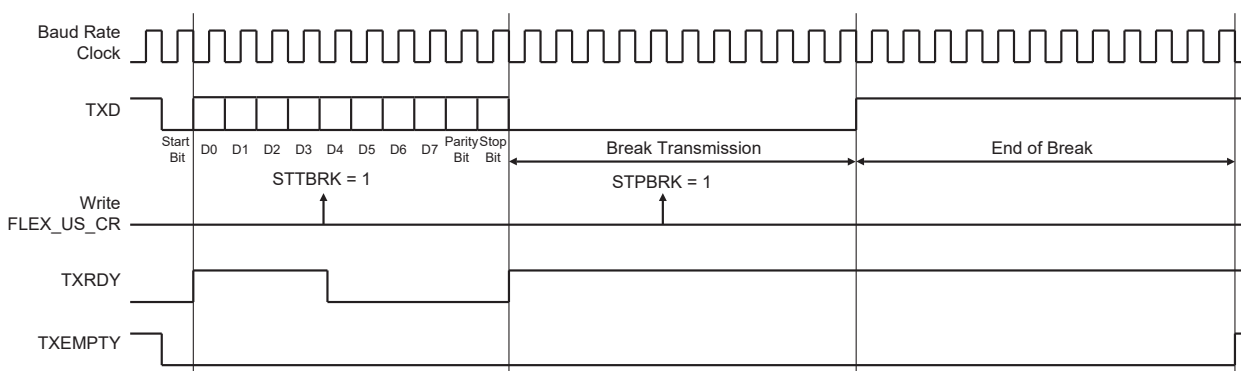 Baud Rate
Clock
TXD
Start
Bit
D0 D1 D2 D3 D4 D5 D6 D7
Parity
Bit
Stop
Bit
Break Transmission
End of Break
STTBRK = 1
STPBRK = 1
Write
FLEX_US_CR
TXRDY
TXEMPTY